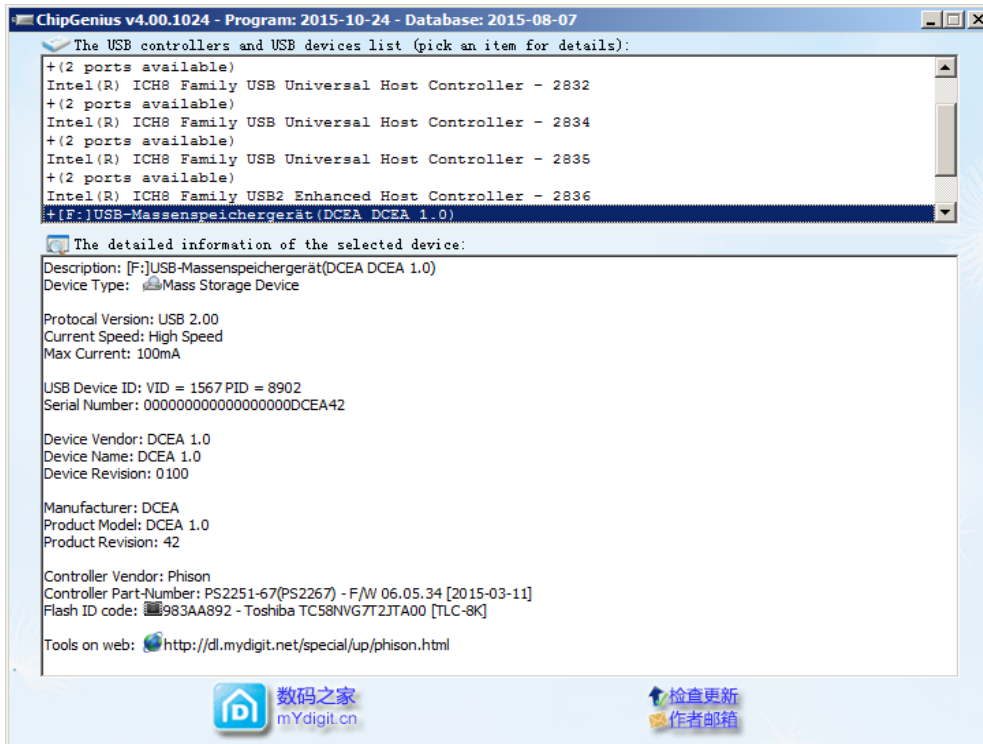 ChipGenius v4.00.1024 - Program: 2015-10-24 - Database: 2015-08-07
The USB controllers and USB devices list (pick an item for details):
+(2 ports available)
Intel(R) ICH8 Family USB Universal Host Controller - 2832
+(2 ports available)
Intel(R) ICH8 Family USB Universal Host Controller - 2834
+(2 ports available)
Intel(R) ICH8 Family USB Universal Host Controller - 2835
+(2 ports available)
Intel(R) ICH8 Family USB2 Enhanced Host Controller - 2836
+[F:]USB-Massenspeichergerät(DCEA DCEA 1.0)
The detailed information of the selected device:
Description: [F:]USB-Massenspeichergerät(DCEA DCEA 1.0)
Device Type: Mass Storage Device
Protocal Version: USB 2.00
Current Speed: High Speed
Max Current: 100mA
USB Device ID: VID = 1567 PID = 8902
Serial Number: 000000000000000000DCEA42
Device Vendor: DCEA 1.0
Device Name: DCEA 1.0
Device Revision: 0100
Manufacturer: DCEA
Product Model: DCEA 1.0
Product Revision: 42
Controller Vendor: Phison
Controller Part-Number: PS2251-67(PS2267) - F/W 06.05.34 [2015-03-11]
Flash ID code: 983AA892 - Toshiba TC58NVG7T2JTA00 [TLC-8K]
Tools on web: http://dl.mydigit.net/special/up/phison.html
数码之家
mYdigit.cn
检查更新
作者邮箱